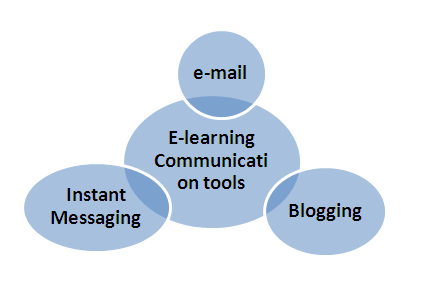 e-mail
E-learning
Communicati
on tools
Instant
Messaging
Blogging